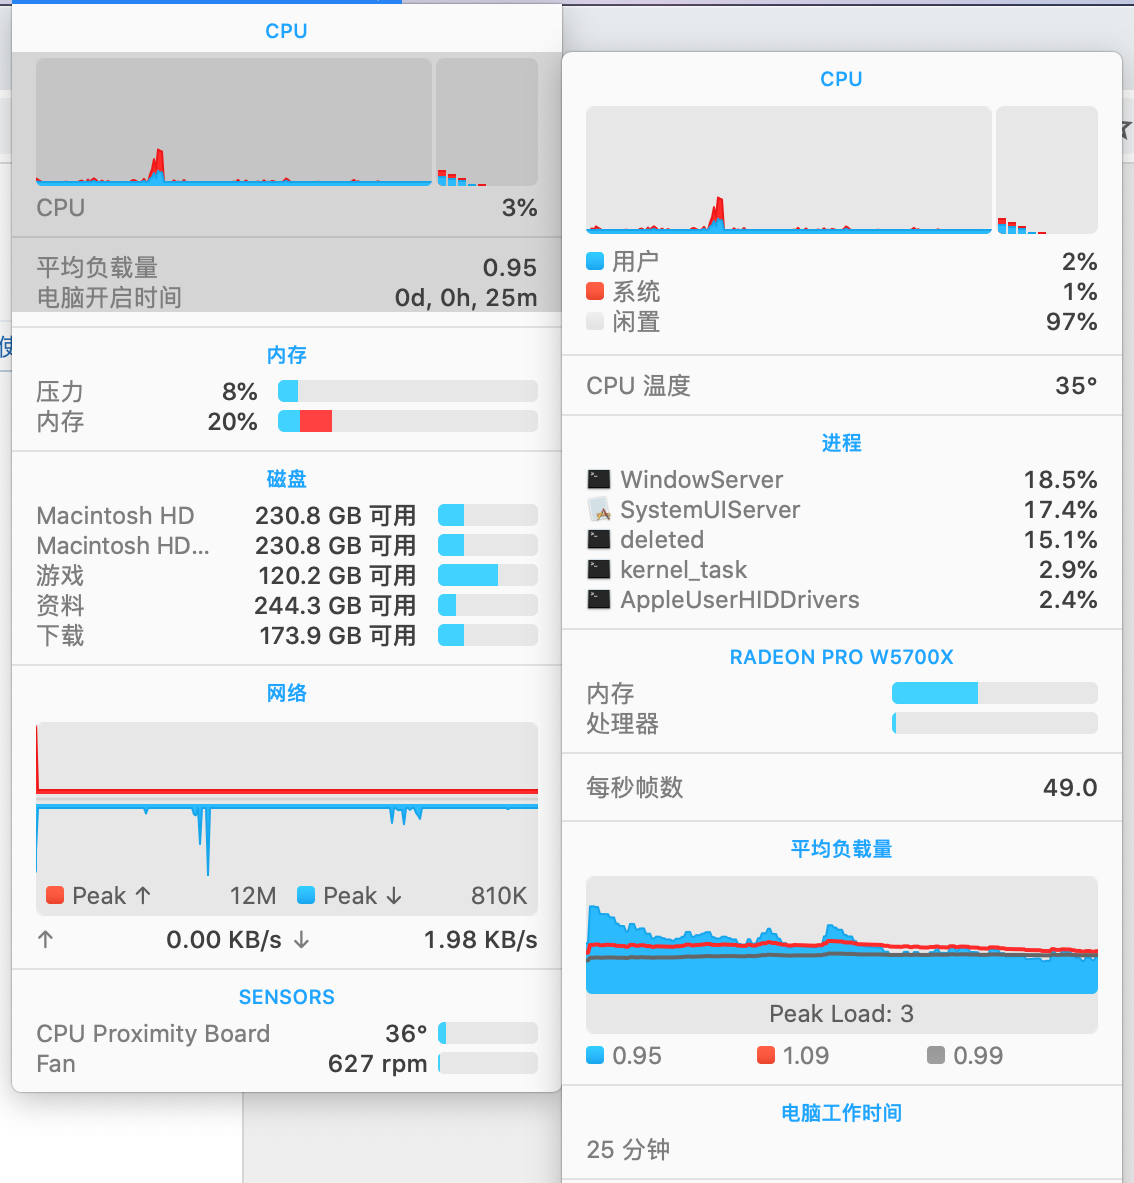 CPU
CPU 3%
平均负载量 0.95
电脑开启时间 0d, 0h, 25m
内存
压力 8%
内存 20%
磁盘
Macintosh HD 230.8 GB 可用
Macintosh HD... 230.8 GB 可用
游戏 120.2 GB 可用
资料 244.3 GB 可用
下载 173.9 GB 可用
网络
Peak ↑ 12M Peak ↓ 810K
↑ 0.00 KB/s ↓ 1.98 KB/s
SENSORS
CPU Proximity Board 36°
Fan 627 rpm
CPU
用户 2%
系统 1%
闲置 97%
CPU 温度 35°
进程
WindowServer 18.5%
SystemUIServer 17.4%
deleted 15.1%
kernel_task 2.9%
AppleUserHIDDrivers 2.4%
RADEON PRO W5700X
内存
处理器
每秒帧数 49.0
平均负载量
Peak Load: 3
0.95 1.09 0.99
电脑工作时间
25 分钟